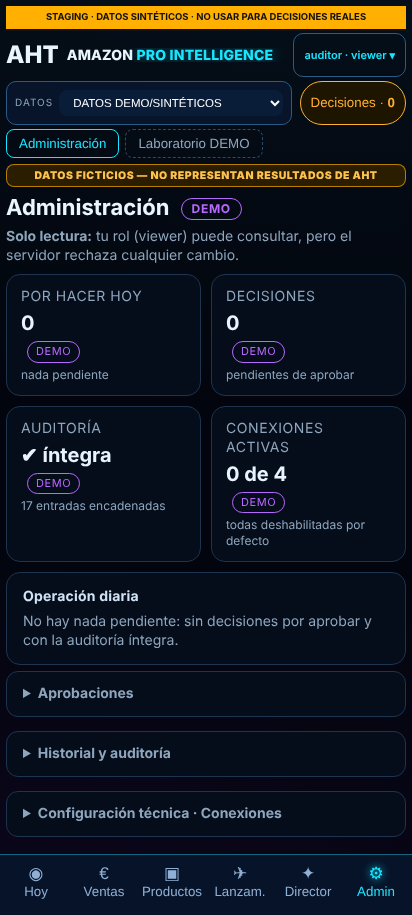 STAGING · DATOS SINTÉTICOS · NO USAR PARA DECISIONES REALES
AHT AMAZON PRO INTELLIGENCE
auditor · viewer ▾
DATOS DATOS DEMO/SINTÉTICOS
Decisiones · 0
Administración
Laboratorio DEMO
DATOS FICTICIOS — NO REPRESENTAN RESULTADOS DE AHT
Administración DEMO
Solo lectura: tu rol (viewer) puede consultar, pero el
servidor rechaza cualquier cambio.
POR HACER HOY
0
DEMO
nada pendiente
DECISIONES
0
DEMO
pendientes de aprobar
AUDITORÍA
✔ íntegra
DEMO
17 entradas encadenadas
CONEXIONES
ACTIVAS
0 de 4
DEMO
todas deshabilitadas por
defecto
Operación diaria
No hay nada pendiente: sin decisiones por aprobar y
con la auditoría íntegra.
▶ Aprobaciones
▶ Historial y auditoría
▶ Configuración técnica · Conexiones
Hoy
€
Ventas
Productos
Lanzam.
Director
Admin